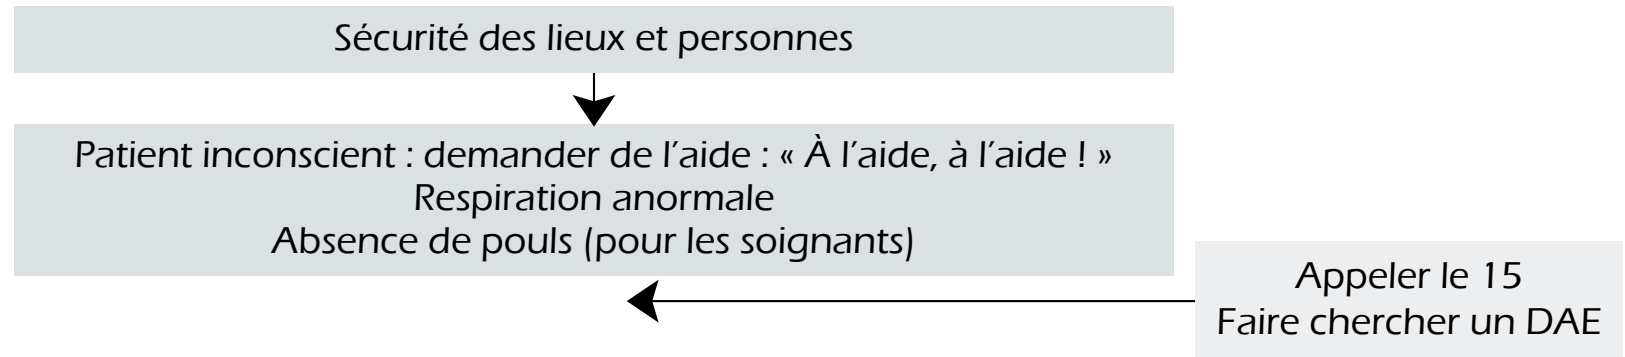 Sécurité des lieux et personnes
Patient inconscient : demander de l’aide : « À l’aide, à l’aide ! »
Respiration anormale
Absence de pouls (pour les soignants)
Appeler le 15
Faire chercher un DAE